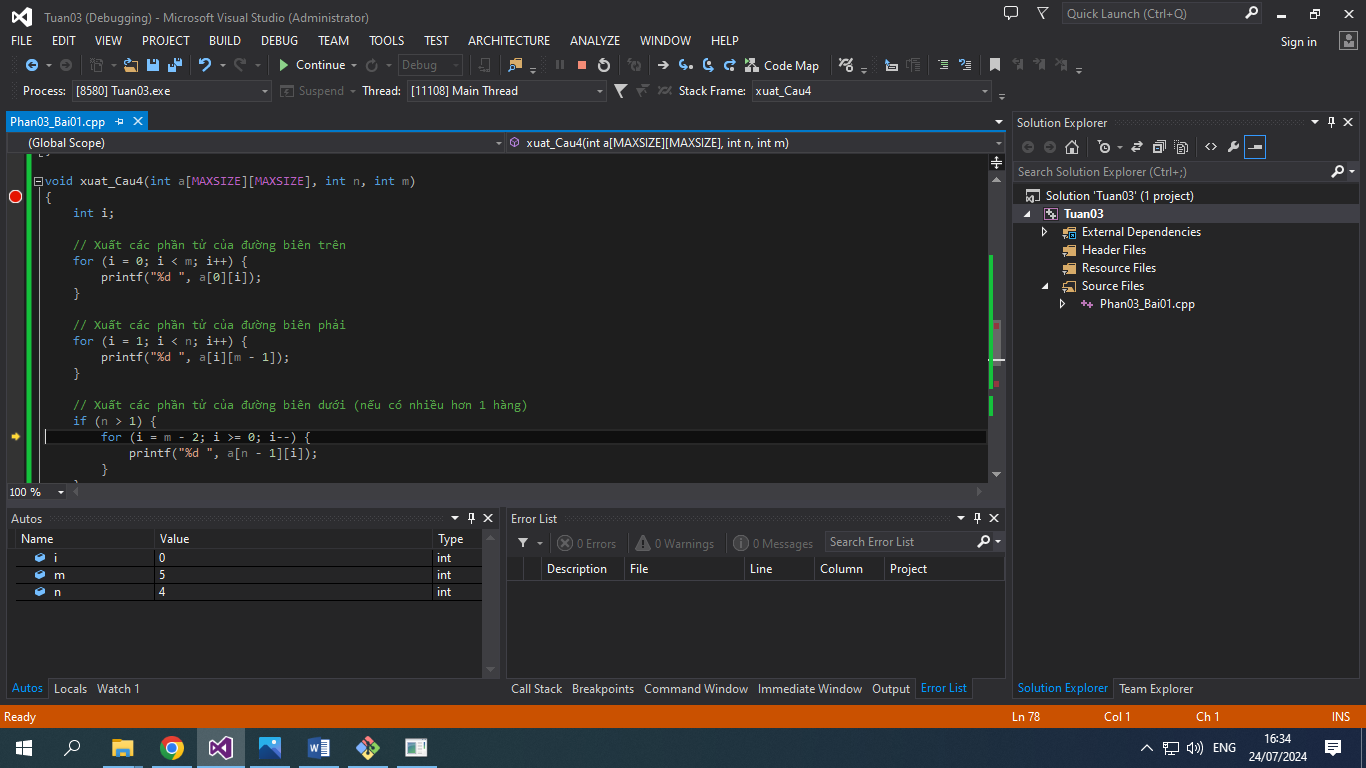 Tuan03 (Debugging) - Microsoft Visual Studio (Administrator)
Quick Launch (Ctrl+Q)
FILE EDIT VIEW PROJECT BUILD DEBUG TEAM TOOLS TEST ARCHITECTURE ANALYZE WINDOW HELP
Sign in
Continue Debug Code Map
Process: [8580] Tuan03.exe Suspend Thread: [11108] Main Thread Stack Frame: xuat_Cau4
Phan03_Bai01.cpp
(Global Scope) xuat_Cau4(int a[MAXSIZE][MAXSIZE], int n, int m)
void xuat_Cau4(int a[MAXSIZE][MAXSIZE], int n, int m)
{
int i;
// Xuất các phần tử của đường biên trên
for (i = 0; i < m; i++) {
printf("%d ", a[0][i]);
}
// Xuất các phần tử của đường biên phải
for (i = 1; i < n; i++) {
printf("%d ", a[i][m - 1]);
}
// Xuất các phần tử của đường biên dưới (nếu có nhiều hơn 1 hàng)
if (n > 1) {
for (i = m - 2; i >= 0; i--) {
printf("%d ", a[n - 1][i]);
}
100 %
Solution Explorer
Search Solution Explorer (Ctrl+;)
Solution 'Tuan03' (1 project)
Tuan03
External Dependencies
Header Files
Resource Files
Source Files
Phan03_Bai01.cpp
Autos
Name Value Type
i 0 int
m 5 int
n 4 int
Autos Locals Watch 1
Error List
0 Errors 0 Warnings 0 Messages Search Error List
Description File Line Column Project
Call Stack Breakpoints Command Window Immediate Window Output Error List
Solution Explorer Team Explorer
Ready Ln 78 Col 1 Ch 1 INS
ENG
16:34
24/07/2024